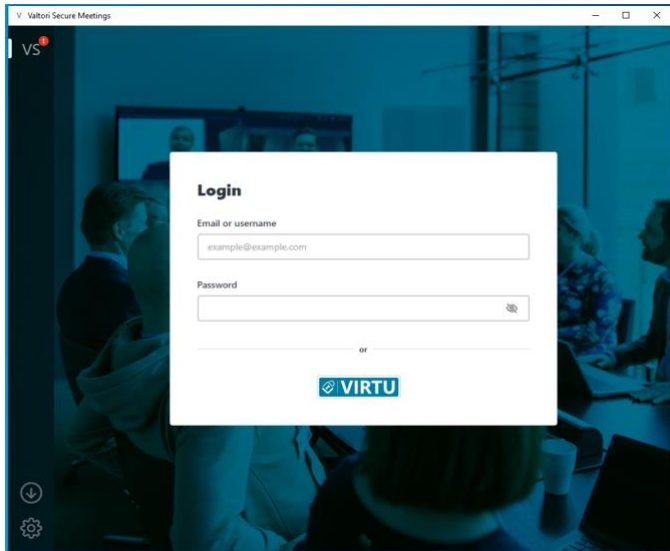 V Valtori Secure Meetings
VS
Login
Email or username
example@example.com
Password
or
VIRTU